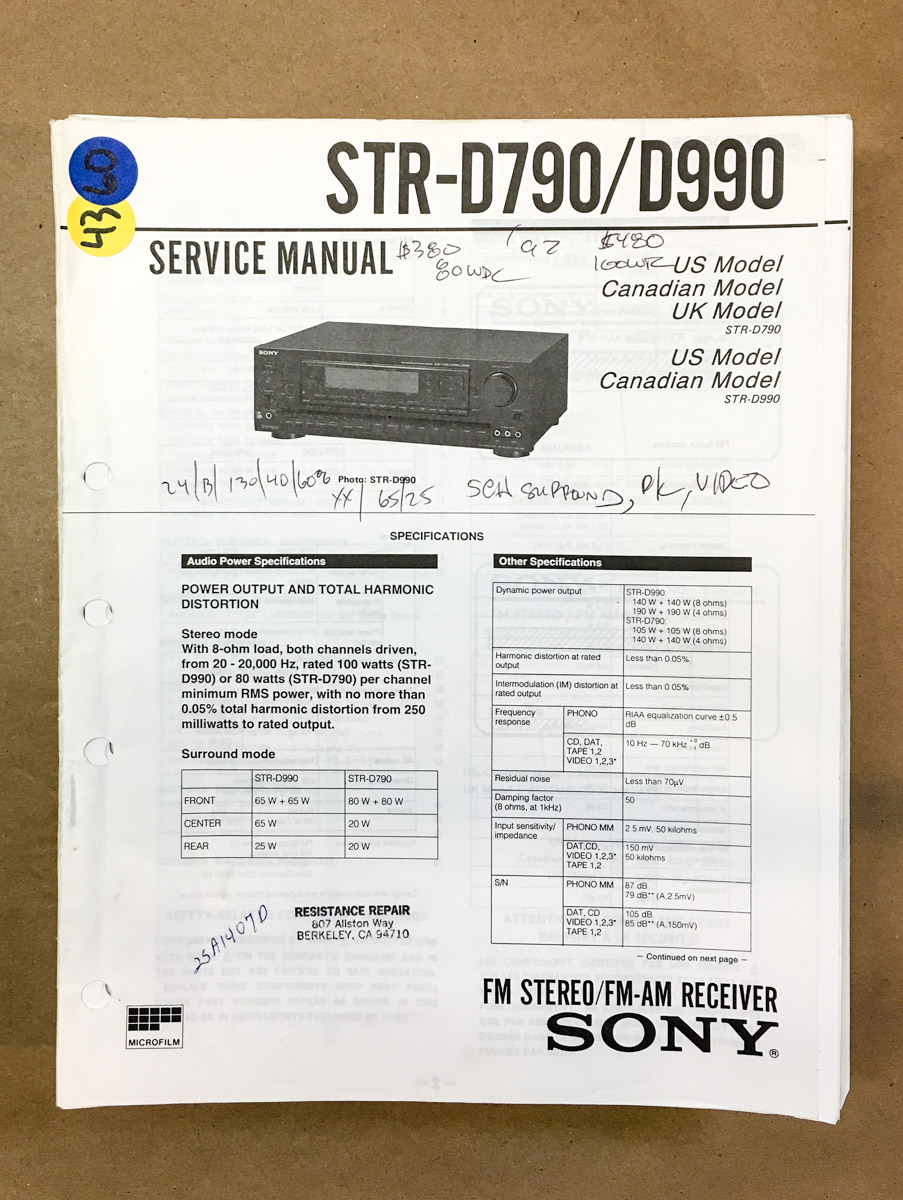 60
43
STR-D790/D990
SERVICE MANUAL
$380
80WPC
'92
$480
US Model
Canadian Model
UK Model
STR-D790
US Model
Canadian Model
STR-D990
SONY
Photo: STR-D990
24/B/130/40/60%
XX/65/25
SCH SURROUND, PK, VIDEO
SPECIFICATIONS
Audio Power Specifications
POWER OUTPUT AND TOTAL HARMONIC
DISTORTION
Stereo mode
With 8-ohm load, both channels driven,
from 20 - 20,000 Hz, rated 100 watts (STR-
D990) or 80 watts (STR-D790) per channel
minimum RMS power, with no more than
0.05% total harmonic distortion from 250
milliwatts to rated output.
Surround mode
STR-D990 STR-D790
FRONT 65 W + 65 W 80 W + 80 W
CENTER 65 W 20 W
REAR 25 W 20 W
Other Specifications
Dynamic power output STR-D990:
140 W + 140 W (8 ohms)
190 W + 190 W (4 ohms)
STR-D790:
105 W + 105 W (8 ohms)
140 W + 140 W (4 ohms)
Harmonic distortion at rated
output Less than 0.05%
Intermodulation (IM) distortion at
rated output Less than 0.05%
Frequency
response PHONO RIAA equalization curve ±0.5
dB
CD, DAT,
TAPE 1,2
VIDEO 1,2,3* 10 Hz — 70 kHz +0 -1 dB
Residual noise Less than 70µV
Damping factor
(8 ohms, at 1kHz) 50
Input sensitivity/
impedance PHONO MM 2.5 mV, 50 kilohms
DAT,CD,
VIDEO 1,2,3*
TAPE 1,2 150 mV
50 kilohms
S/N PHONO MM 87 dB
79 dB** (A,2.5mV)
DAT, CD
VIDEO 1,2,3*
TAPE 1,2 105 dB
85 dB** (A,150mV)
– Continued on next page –
2SA1407D
RESISTANCE REPAIR
807 Allston Way
BERKELEY, CA 94710
MICROFILM
FM STEREO/FM-AM RECEIVER
SONY®